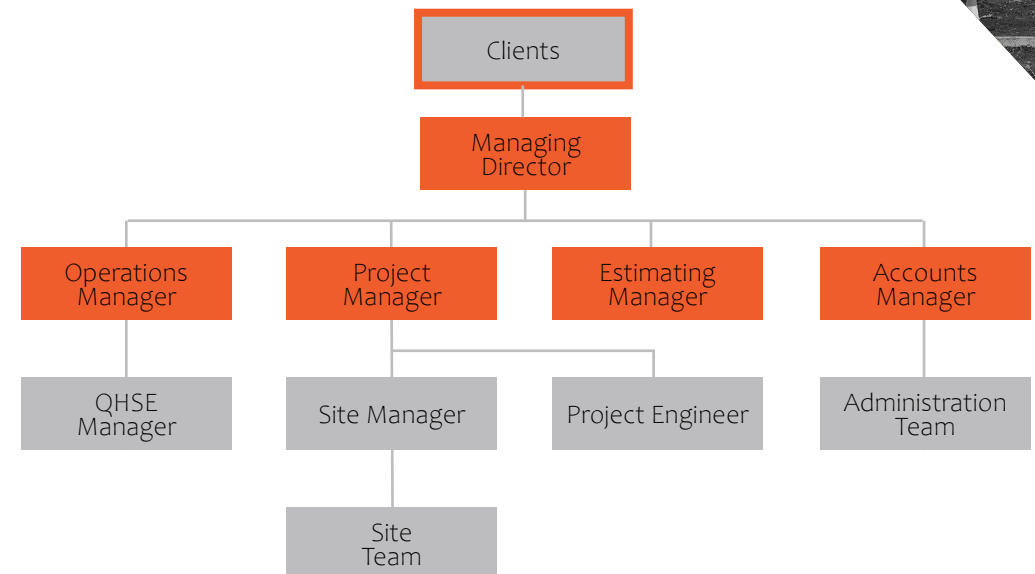 Clients
Managing
Director
Operations
Manager
Project
Manager
Estimating
Manager
Accounts
Manager
QHSE
Manager
Site Manager
Project Engineer
Administration
Team
Site
Team